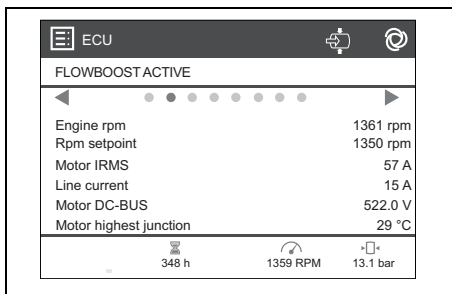 ECU
FLOWBOOST ACTIVE
Engine rpm 1361 rpm
Rpm setpoint 1350 rpm
Motor IRMS 57 A
Line current 15 A
Motor DC-BUS 522.0 V
Motor highest junction 29 °C
348 h 1359 RPM 13.1 bar